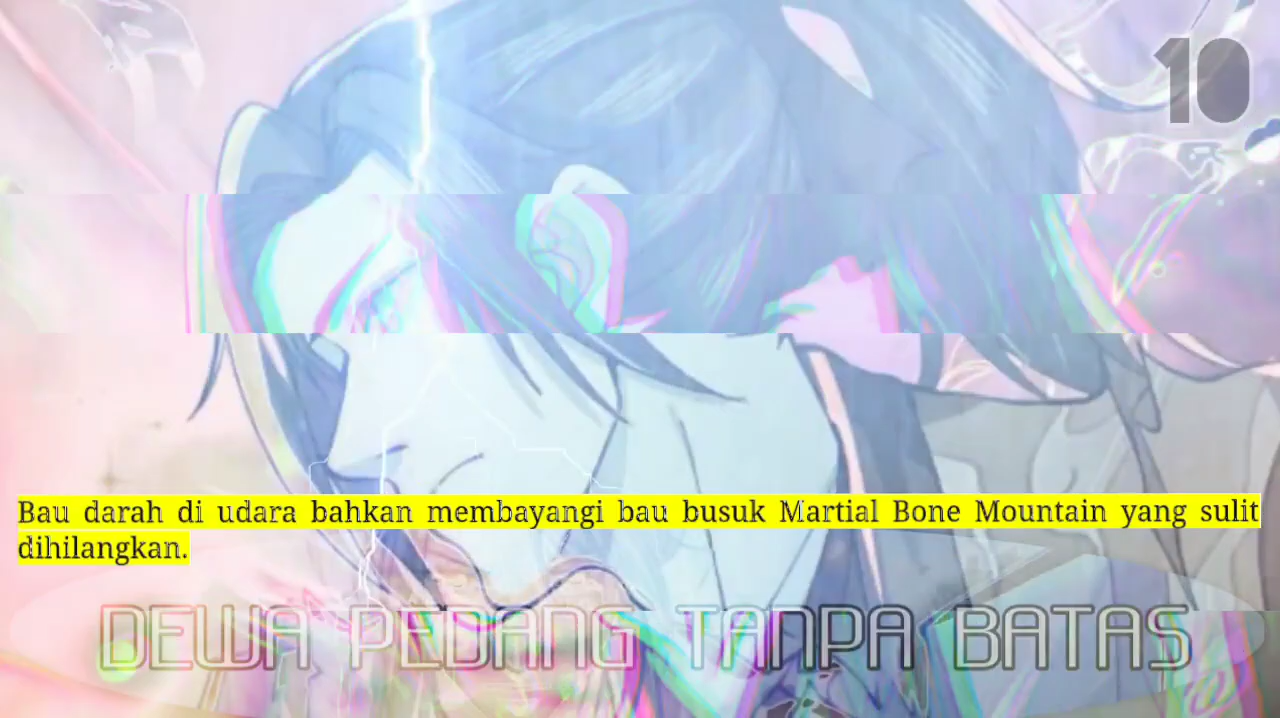 10
Bau darah di udara bahkan membayangi bau busuk Martial Bone Mountain yang sulit
dihilangkan.
DEWA PEDANG TANPA BATAS